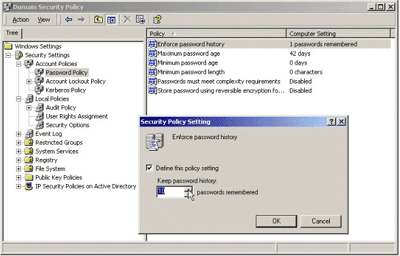 Domain Security Policy
Action View
Tree
Windows Settings
Security Settings
Account Policies
Password Policy
Account Lockout Policy
Kerberos Policy
Local Policies
Audit Policy
User Rights Assignment
Security Options
Event Log
Restricted Groups
System Services
Registry
File System
Public Key Policies
IP Security Policies on Active Directory
Policy / Computer Setting
Enforce password history 1 passwords remembered
Maximum password age 42 days
Minimum password age 0 days
Minimum password length 0 characters
Passwords must meet complexity requirements Disabled
Store password using reversible encryption fo... Disabled
Security Policy Setting
Enforce password history
Define this policy setting
Keep password history:
10 passwords remembered
OK Cancel